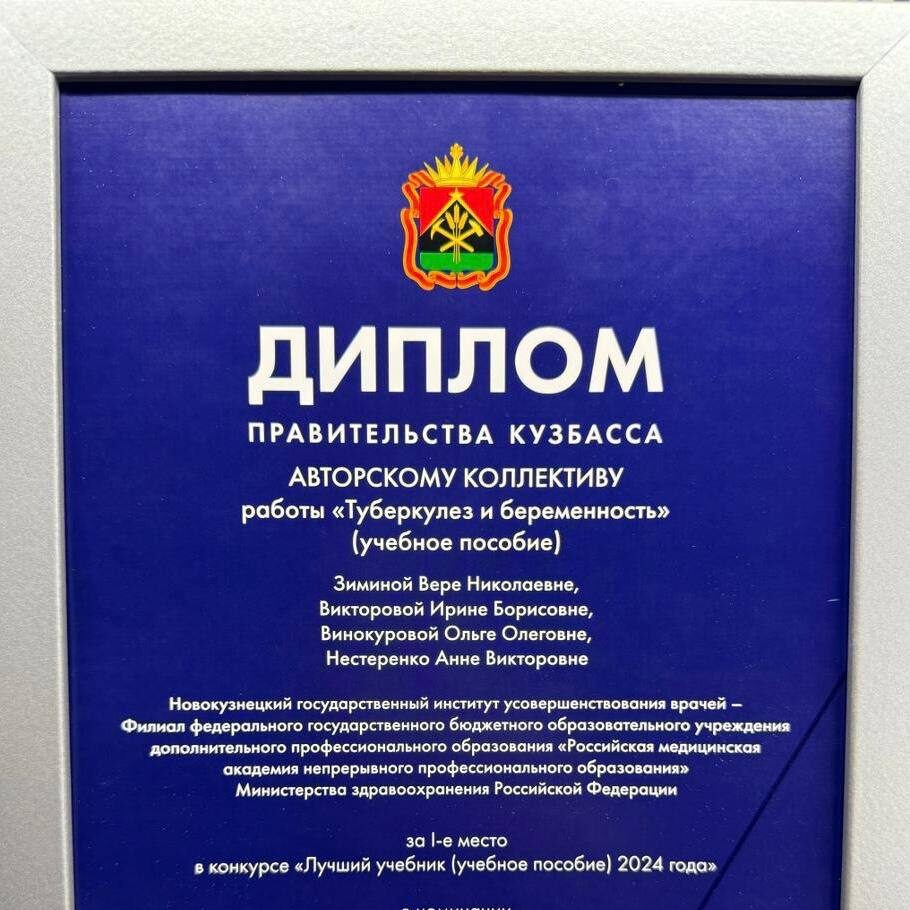 ДИПЛОМ
ПРАВИТЕЛЬСТВА КУЗБАССА
АВТОРСКОМУ КОЛЛЕКТИВУ
работы «Туберкулез и беременность»
(учебное пособие)
Зиминой Вере Николаевне,
Викторовой Ирине Борисовне,
Винокуровой Ольге Олеговне,
Нестеренко Анне Викторовне
Новокузнецкий государственный институт усовершенствования врачей –
Филиал федерального государственного бюджетного образовательного учреждения
дополнительного профессионального образования «Российская медицинская
академия непрерывного профессионального образования»
Министерства здравоохранения Российской Федерации
за I-е место
в конкурсе «Лучший учебник (учебное пособие) 2024 года»